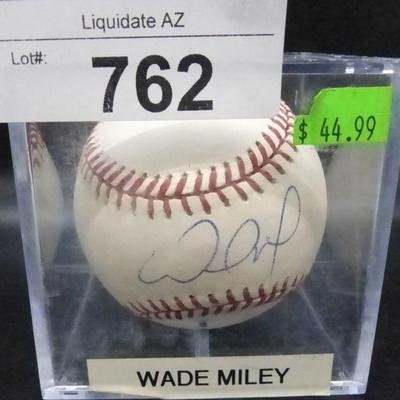 Liquidate AZ
Lot#:
762
$ 44.99
WADE MILEY